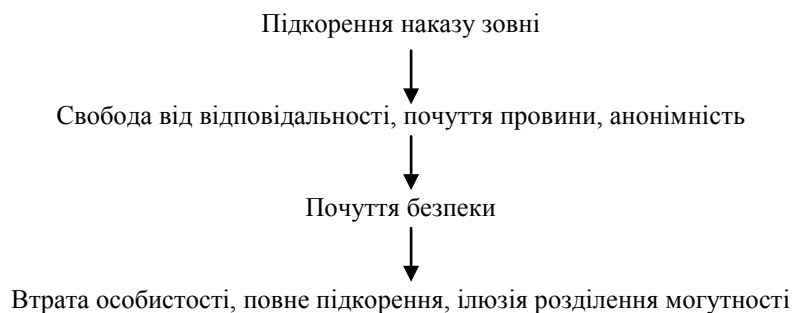 Підкорення наказу зовні
Свобода від відповідальності, почуття провини, анонімність
Почуття безпеки
Втрата особистості, повне підкорення, ілюзія розділення могутності